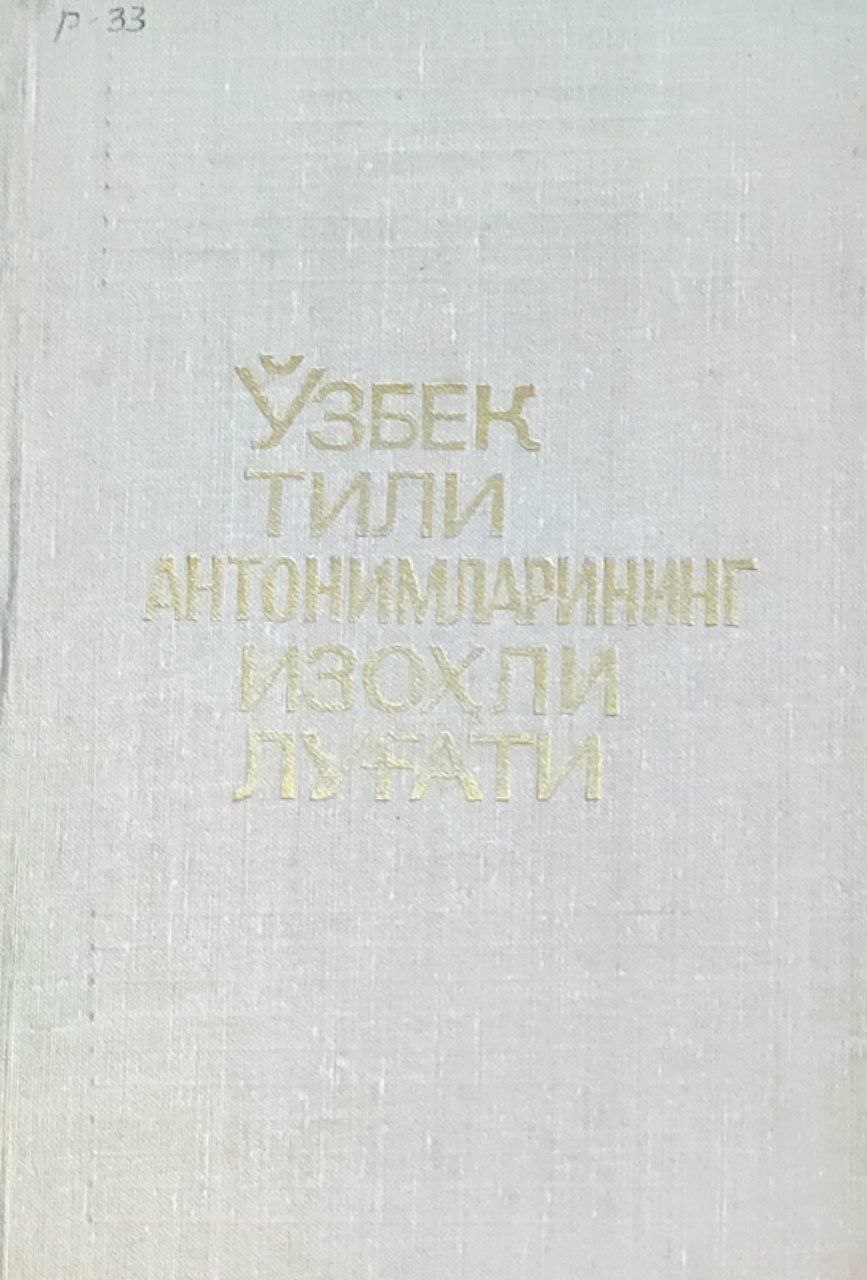 р-33
ЎЗБЕК
ТИЛИ
АНТОНИМЛАРИНИНГ
ИЗОҲЛИ
ЛУҒАТИ